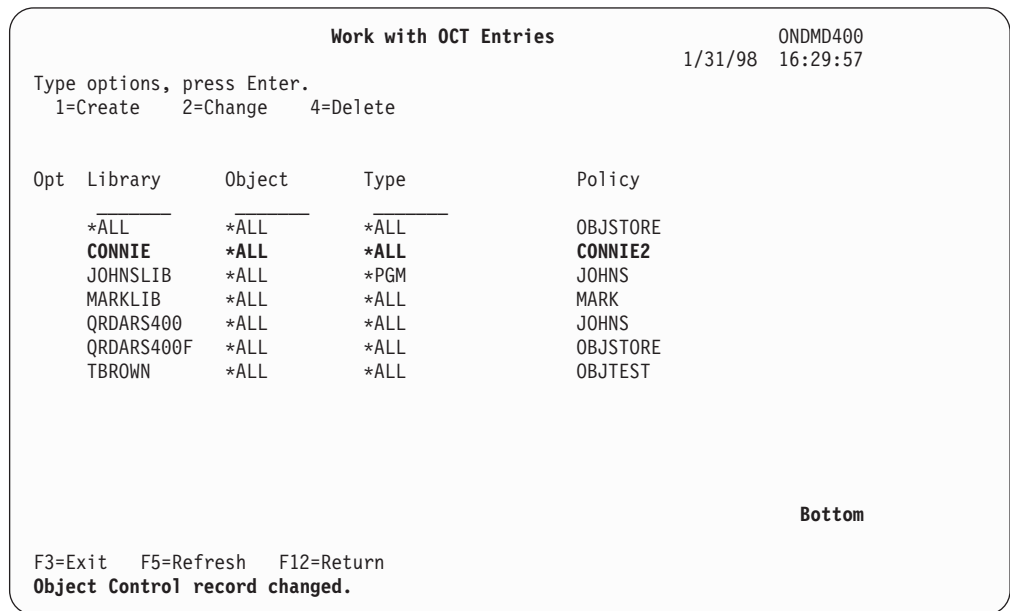 Work with OCT Entries ONDMD400
1/31/98 16:29:57
Type options, press Enter.
1=Create 2=Change 4=Delete
Opt Library Object Type Policy
_______ _______ _______
*ALL *ALL *ALL OBJSTORE
CONNIE *ALL *ALL CONNIE2
JOHNSLIB *ALL *PGM JOHNS
MARKLIB *ALL *ALL MARK
QRDARS400 *ALL *ALL JOHNS
QRDARS400F *ALL *ALL OBJSTORE
TBROWN *ALL *ALL OBJTEST
Bottom
F3=Exit F5=Refresh F12=Return
Object Control record changed.